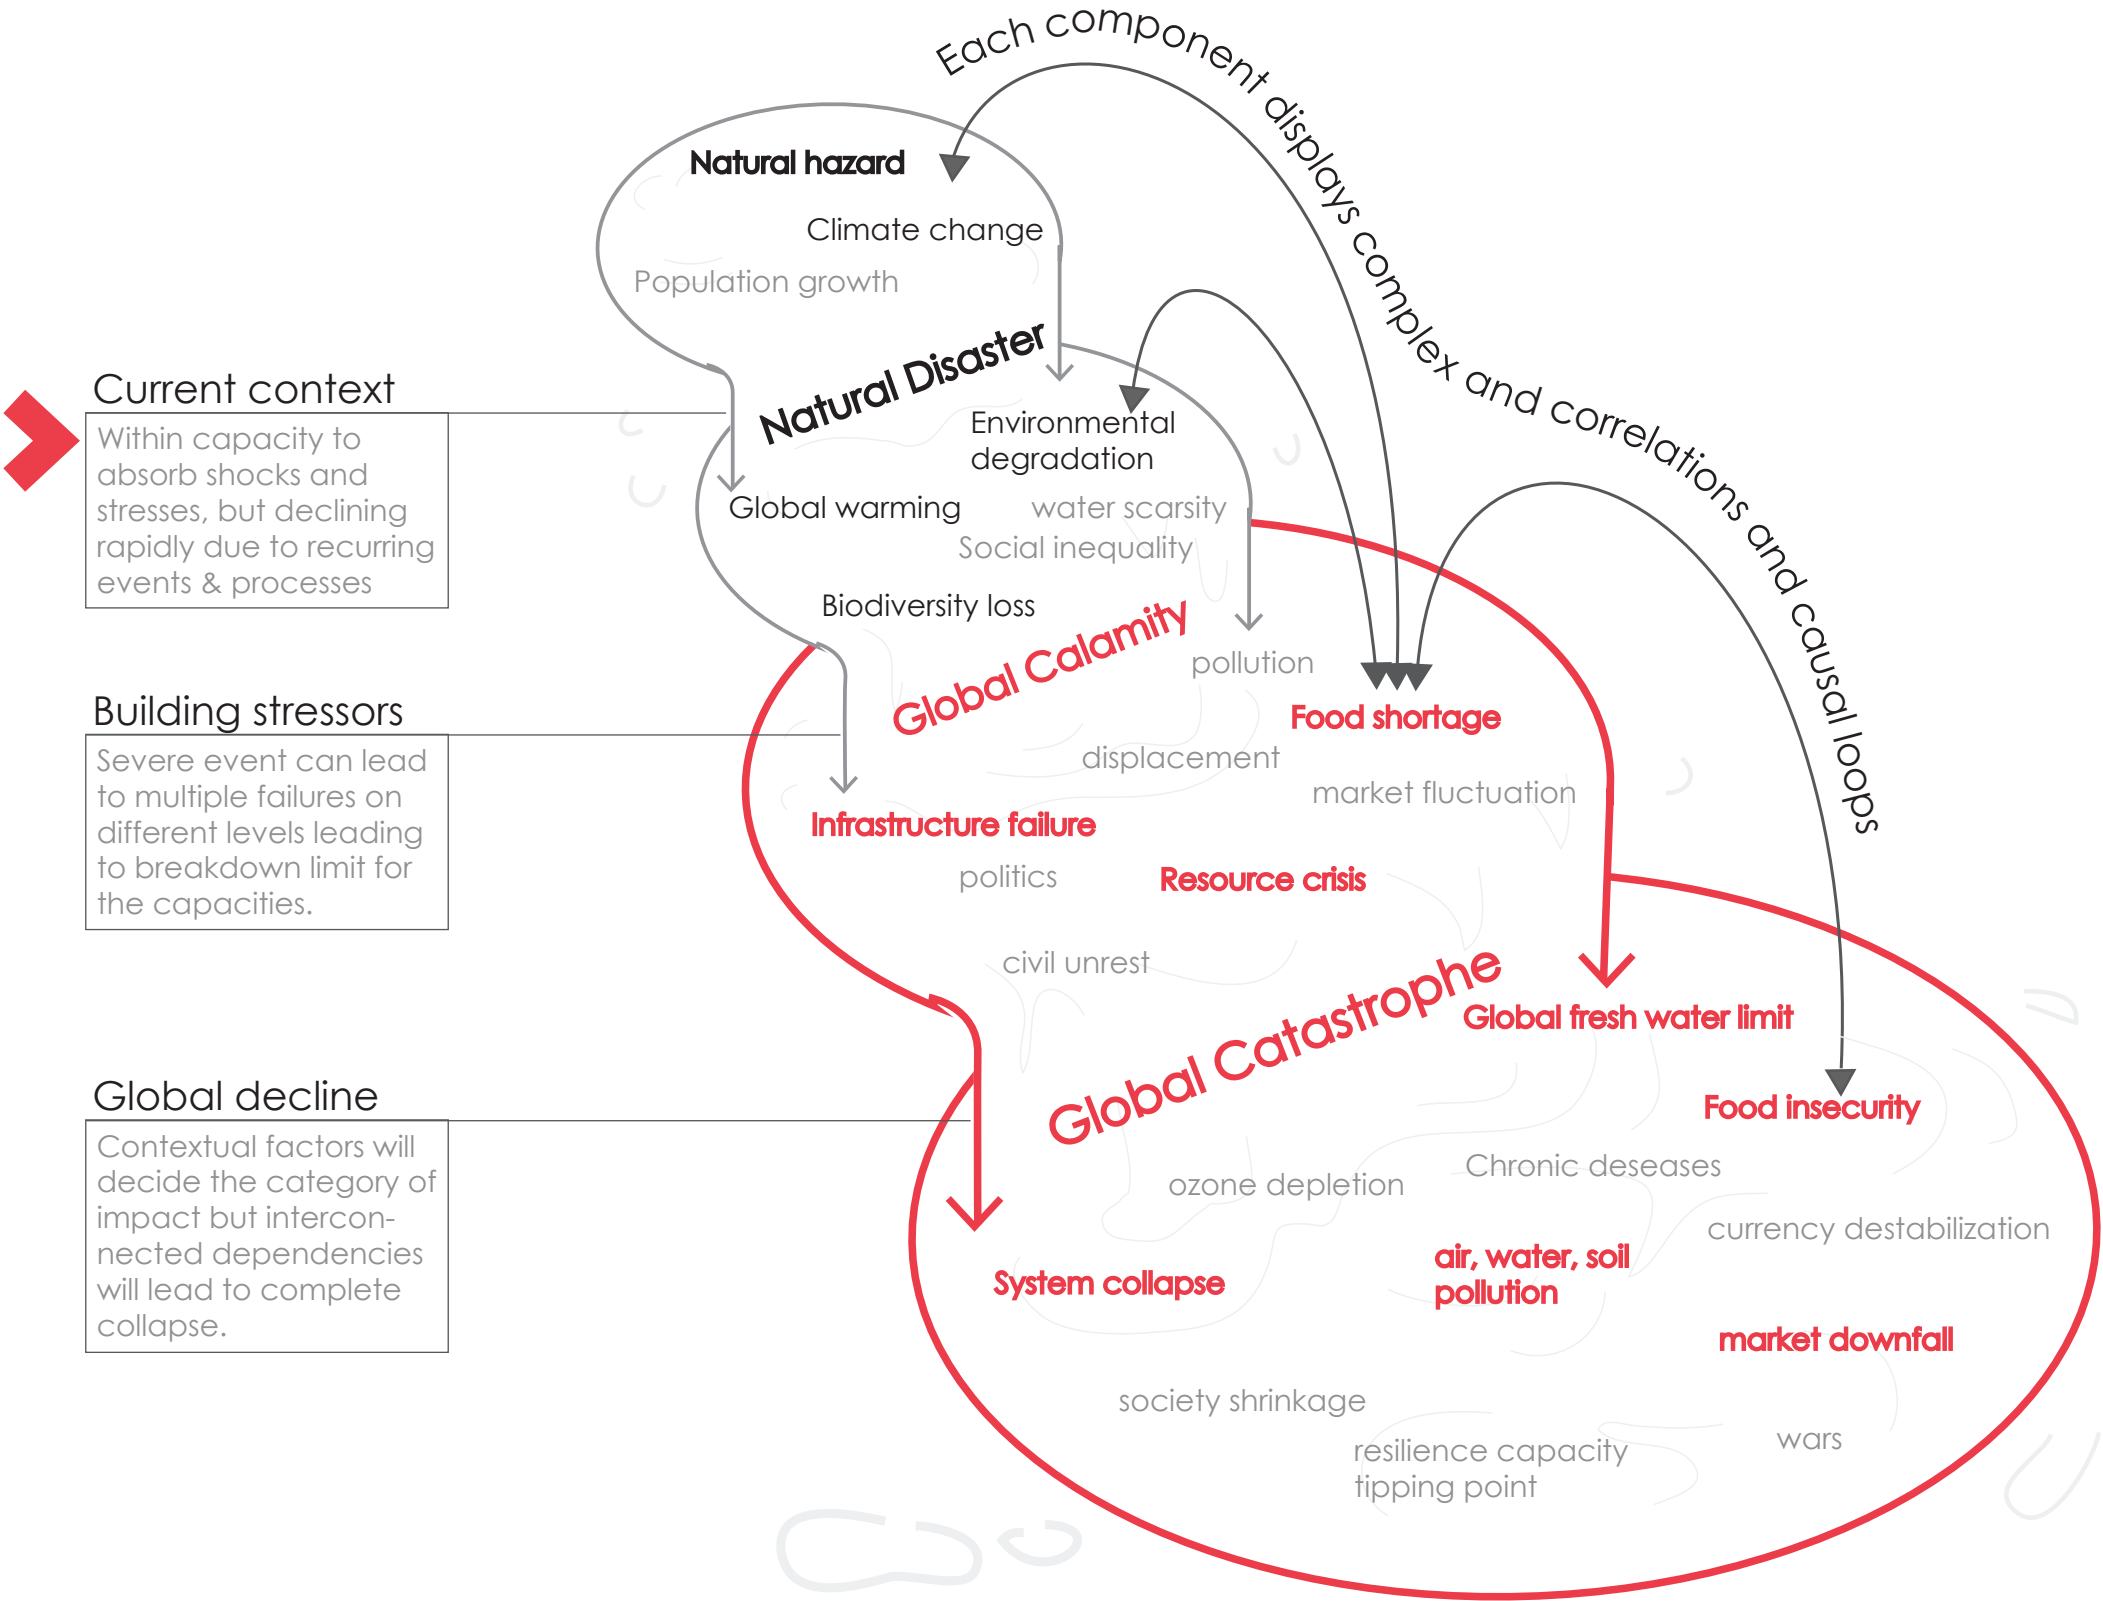 Each component displays complex and correlations and causal loops
Natural hazard
Climate change
Population growth
Natural Disaster
Environmental
degradation
Global warming
water scarsity
Social inequality
Biodiversity loss
Global Calamity
pollution
Food shortage
displacement
market fluctuation
Infrastructure failure
politics
Resource crisis
civil unrest
Global Catastrophe
Global fresh water limit
Food insecurity
Chronic deseases
ozone depletion
currency destabilization
air, water, soil
pollution
System collapse
market downfall
society shrinkage
wars
resilience capacity
tipping point
Current context
Within capacity to
absorb shocks and
stresses, but declining
rapidly due to recurring
events & processes
Building stressors
Severe event can lead
to multiple failures on
different levels leading
to breakdown limit for
the capacities.
Global decline
Contextual factors will
decide the category of
impact but intercon-
nected dependencies
will lead to complete
collapse.